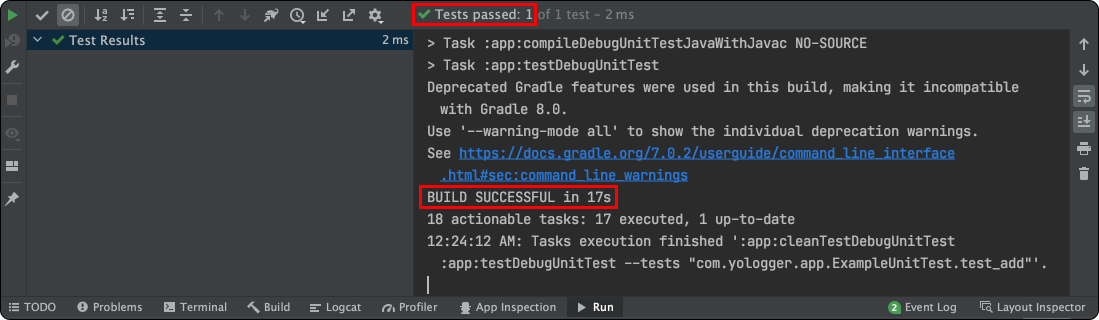 Tests passed: 1 of 1 test – 2 ms
Test Results 2 ms
> Task :app:compileDebugUnitTestJavaWithJavac NO-SOURCE
> Task :app:testDebugUnitTest
Deprecated Gradle features were used in this build, making it incompatible
with Gradle 8.0.
Use '--warning-mode all' to show the individual deprecation warnings.
See https://docs.gradle.org/7.0.2/userguide/command_line_interface
.html#sec:command_line_warnings
BUILD SUCCESSFUL in 17s
18 actionable tasks: 17 executed, 1 up-to-date
12:24:12 AM: Tasks execution finished ':app:cleanTestDebugUnitTest
:app:testDebugUnitTest --tests "com.yologger.app.ExampleUnitTest.test_add"'.
TODO Problems Terminal Build Logcat Profiler App Inspection Run 2 Event Log Layout Inspector